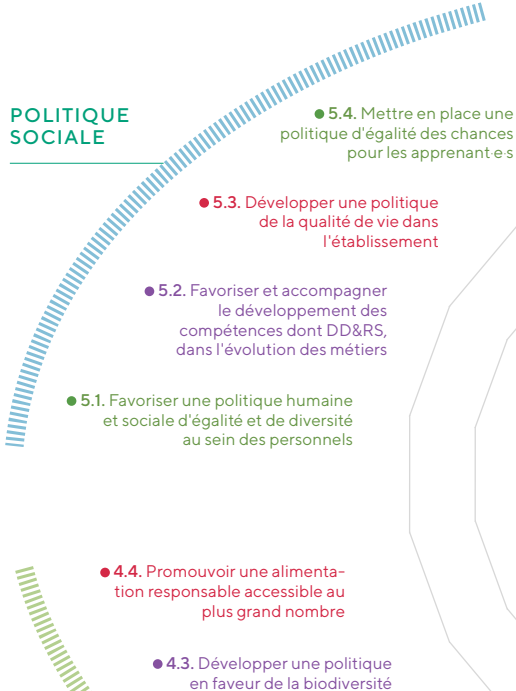 POLITIQUE
SOCIALE
5.4. Mettre en place une
politique d'égalité des chances
pour les apprenant·e·s
5.3. Développer une politique
de la qualité de vie dans
l'établissement
5.2. Favoriser et accompagner
le développement des
compétences dont DD&RS,
dans l'évolution des métiers
5.1. Favoriser une politique humaine
et sociale d'égalité et de diversité
au sein des personnels
4.4. Promouvoir une alimenta-
tion responsable accessible au
plus grand nombre
4.3. Développer une politique
en faveur de la biodiversité